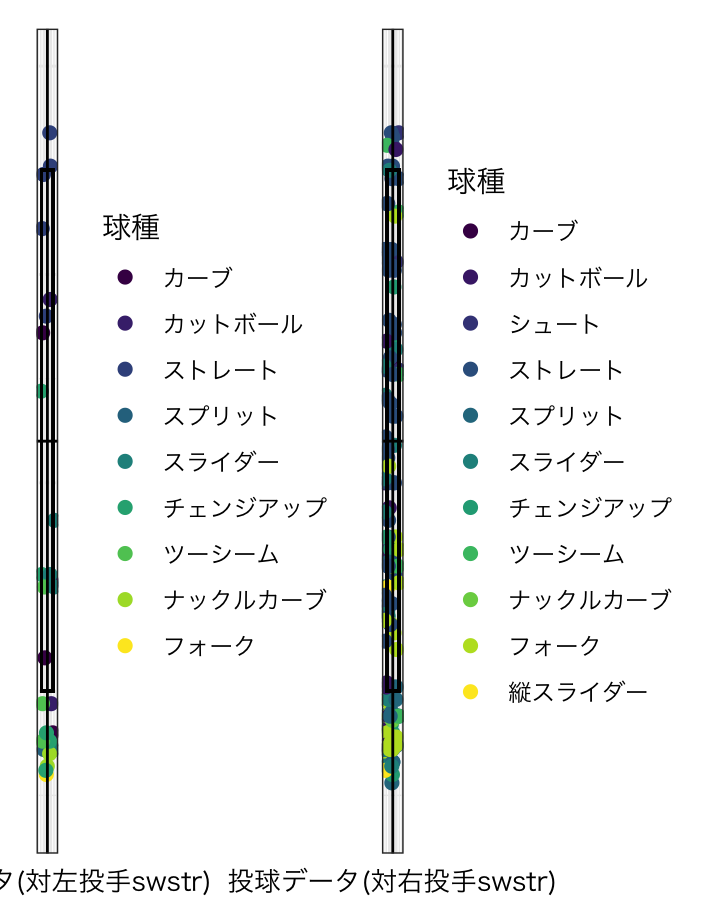 球種
カーブ
カットボール
ストレート
スプリット
スライダー
チェンジアップ
ツーシーム
ナックルカーブ
フォーク
タ(対左投手swstr)
球種
カーブ
カットボール
シュート
ストレート
スプリット
スライダー
チェンジアップ
ツーシーム
ナックルカーブ
フォーク
縦スライダー
投球データ(対右投手swstr)